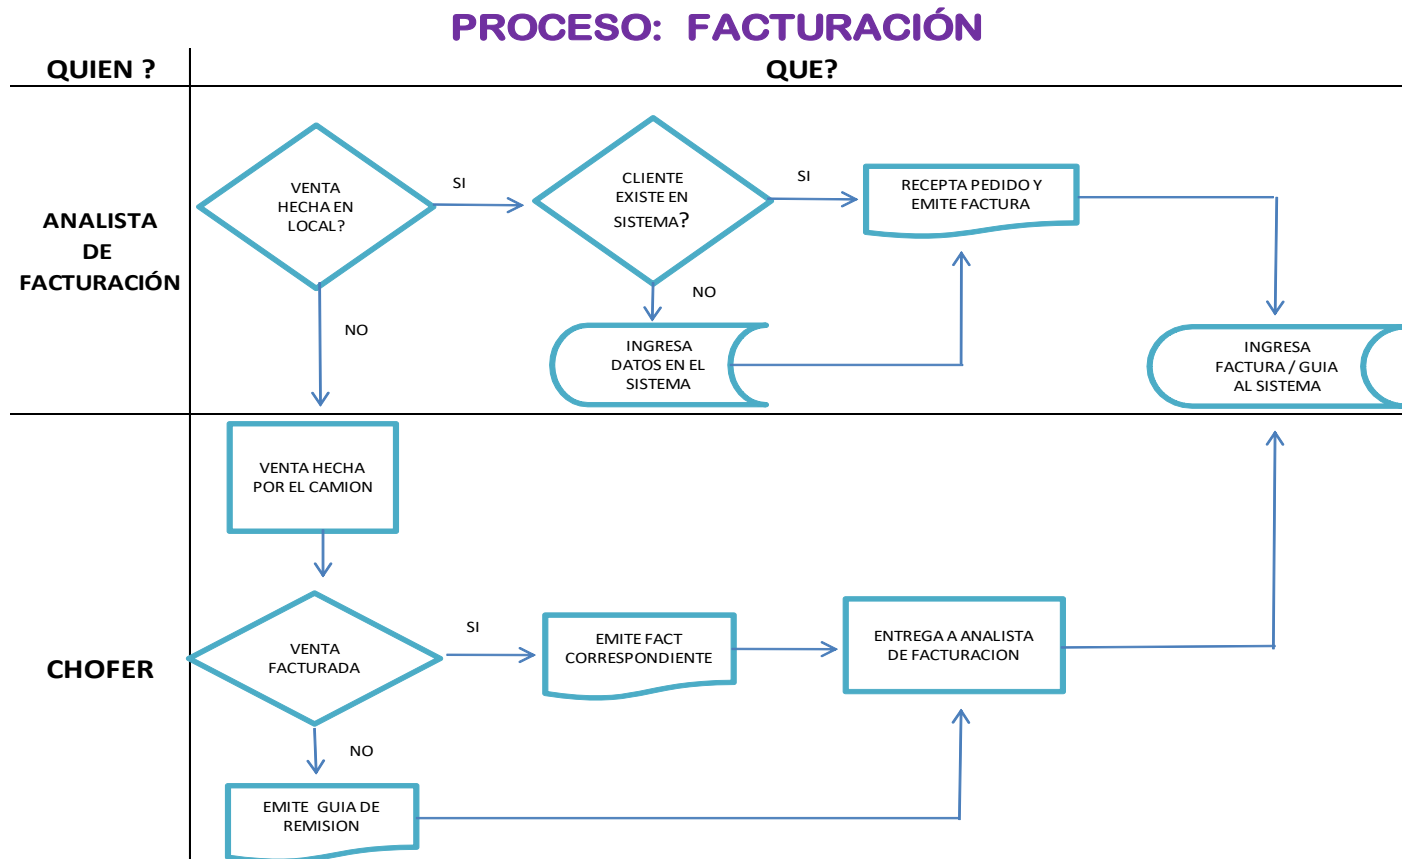 PROCESO: FACTURACIÓN
QUIEN ?
QUE?
ANALISTA
DE
FACTURACIÓN
VENTA
HECHA EN
LOCAL?
SI
CLIENTE
EXISTE EN
SISTEMA?
SI
RECEPTA PEDIDO Y
EMITE FACTURA
NO
NO
INGRESA
DATOS EN EL
SISTEMA
INGRESA
FACTURA / GUIA
AL SISTEMA
CHOFER
VENTA HECHA
POR EL CAMION
VENTA
FACTURADA
SI
EMITE FACT
CORRESPONDIENTE
ENTREGA A ANALISTA
DE FACTURACION
NO
EMITE GUIA DE
REMISION